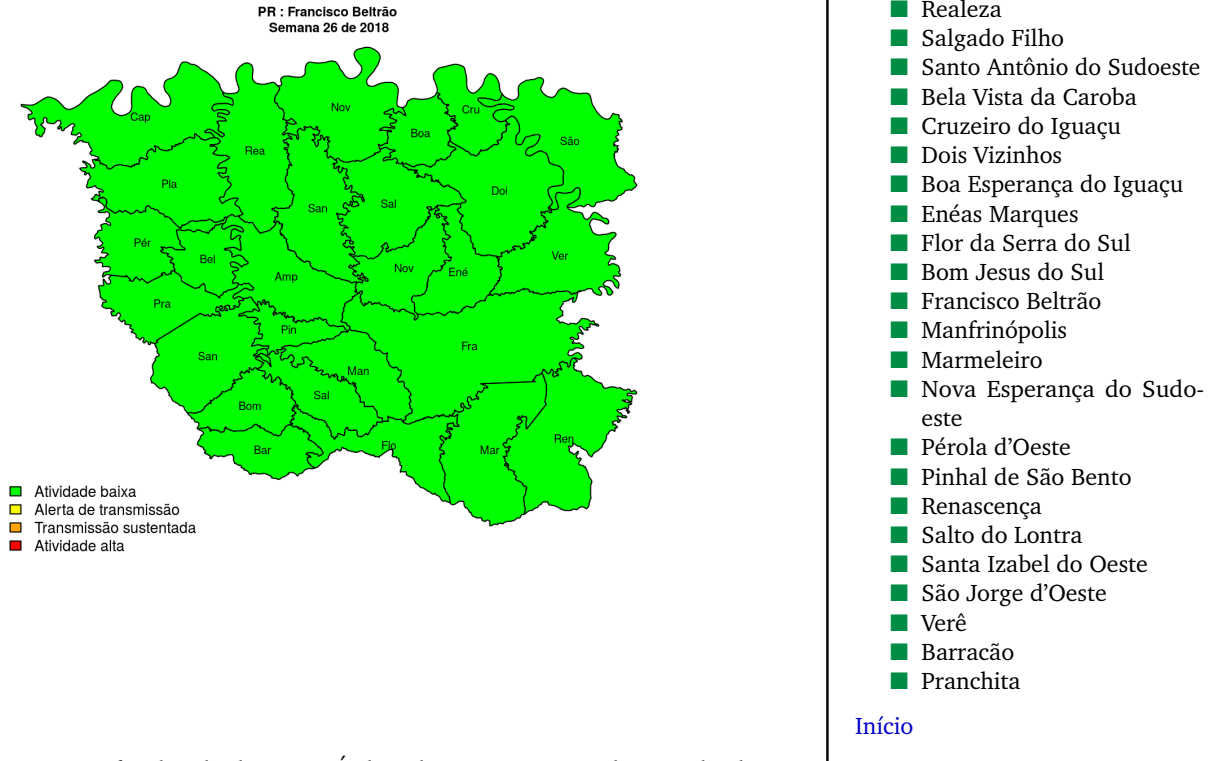 PR : Francisco Beltrão
Semana 26 de 2018
Cap
Nov
Cru
Boa
São
Rea
Pla
Doi
San
Sal
Pér
Bel
Nov
Ené
Ver
Amp
Pra
Pin
Fra
San
Man
Sal
Bom
Bar
Flo
Mar
Ren
Atividade baixa
Alerta de transmissão
Transmissão sustentada
Atividade alta
Realeza
Salgado Filho
Santo Antônio do Sudoeste
Bela Vista da Caroba
Cruzeiro do Iguaçu
Dois Vizinhos
Boa Esperança do Iguaçu
Enéas Marques
Flor da Serra do Sul
Bom Jesus do Sul
Francisco Beltrão
Manfrinópolis
Marmeleiro
Nova Esperança do Sudo-
este
Pérola d'Oeste
Pinhal de São Bento
Renascença
Salto do Lontra
Santa Izabel do Oeste
São Jorge d'Oeste
Verê
Barracão
Pranchita
Início